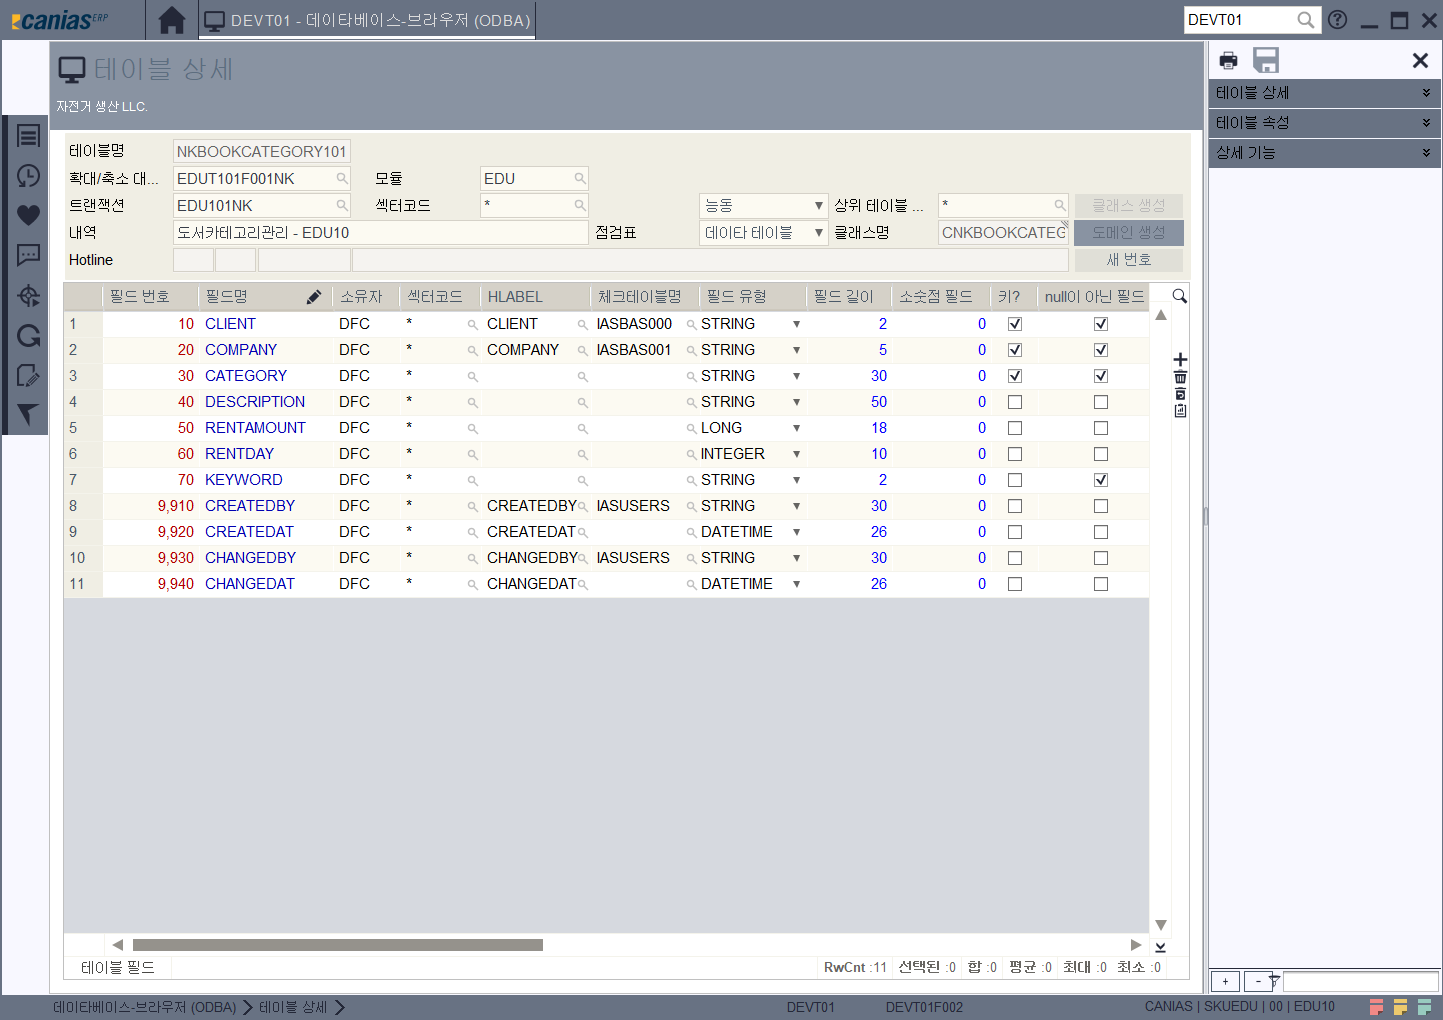 canias ERP
DEVT01 - 데이타베이스-브라우저 (ODBA)
DEVT01
테이블 상세
자전거 생산 LLC.
테이블명 NKBOOKCATEGORY101
확대/축소 대... EDUT101F001NK 모듈 EDU
트랜잭션 EDU101NK 섹터코드 * 능동 상위 테이블 ... * 클래스 생성
내역 도서카테고리관리 - EDU10 점검표 데이타 테이블 클래스명 CNKBOOKCATEG 도메인 생성
Hotline 새 번호
필드 번호 필드명 소유자 섹터코드 HLABEL 체크테이블명 필드 유형 필드 길이 소숫점 필드 키? null이 아닌 필드
1 10 CLIENT DFC * CLIENT IASBAS000 STRING 2 0
2 20 COMPANY DFC * COMPANY IASBAS001 STRING 5 0
3 30 CATEGORY DFC * STRING 30 0
4 40 DESCRIPTION DFC * STRING 50 0
5 50 RENTAMOUNT DFC * LONG 18 0
6 60 RENTDAY DFC * INTEGER 10 0
7 70 KEYWORD DFC * STRING 2 0
8 9,910 CREATEDBY DFC * CREATEDBY IASUSERS STRING 30 0
9 9,920 CREATEDAT DFC * CREATEDAT DATETIME 26 0
10 9,930 CHANGEDBY DFC * CHANGEDBY IASUSERS STRING 30 0
11 9,940 CHANGEDAT DFC * CHANGEDAT DATETIME 26 0
테이블 필드 RwCnt :11 선택된 :0 합 :0 평균 :0 최대 :0 최소 :0
테이블 상세
테이블 속성
상세 기능
+ -
데이타베이스-브라우저 (ODBA) 테이블 상세 DEVT01 DEVT01F002 CANIAS | SKUEDU | 00 | EDU10